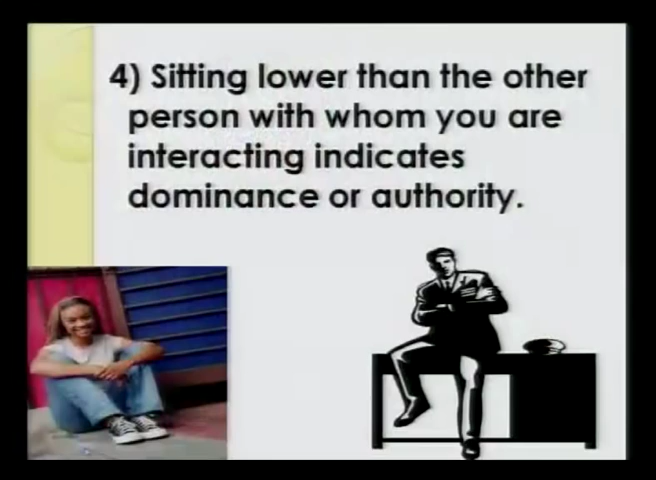 4) Sitting lower than the other
person with whom you are
interacting indicates
dominance or authority.